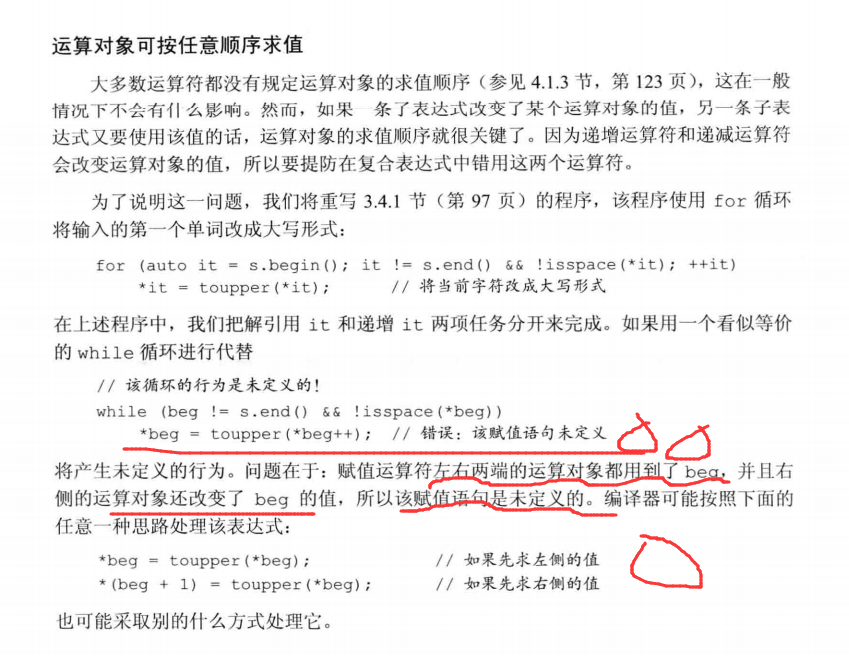 运算对象可按任意顺序求值
大多数运算符都没有规定运算对象的求值顺序（参见 4.1.3 节，第 123 页），这在一般
情况下不会有什么影响。然而，如果一条子表达式改变了某个运算对象的值，另一条子表
达式又要使用该值的话，运算对象的求值顺序就很关键了。因为递增运算符和递减运算符
会改变运算对象的值，所以要提防在复合表达式中错用这两个运算符。
为了说明这一问题，我们将重写 3.4.1 节（第 97 页）的程序，该程序使用 for 循环
将输入的第一个单词改成大写形式：
for (auto it = s.begin(); it != s.end() && !isspace(*it); ++it)
*it = toupper(*it); // 将当前字符改成大写形式
在上述程序中，我们把解引用 it 和递增 it 两项任务分开来完成。如果用一个看似等价
的 while 循环进行代替
// 该循环的行为是未定义的！
while (beg != s.end() && !isspace(*beg))
*beg = toupper(*beg++); // 错误：该赋值语句未定义
将产生未定义的行为。问题在于：赋值运算符左右两端的运算对象都用到了 beg，并且右
侧的运算对象还改变了 beg 的值，所以该赋值语句是未定义的。编译器可能按照下面的
任意一种思路处理该表达式：
*beg = toupper(*beg); // 如果先求左侧的值
*(beg + 1) = toupper(*beg); // 如果先求右侧的值
也可能采取别的什么方式处理它。